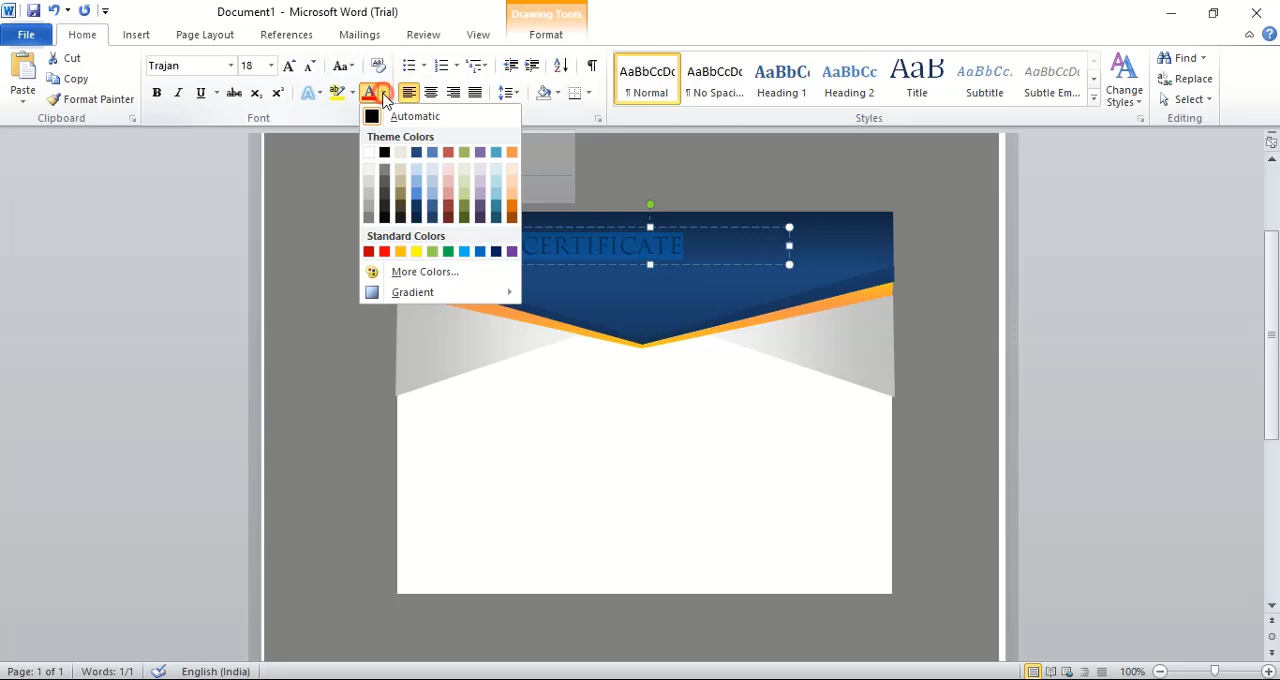 Document1 - Microsoft Word (Trial)
Drawing Tools
File Home Insert Page Layout References Mailings Review View Format
Paste
Cut
Copy
Format Painter
Clipboard
Trajan 18
Font
Automatic
Theme Colors
Standard Colors
More Colors...
Gradient
AaBbCcDc AaBbCcDc AaBbC AaBbCc AaB AaBbCc. AaBbCcDc
¶ Normal ¶ No Spaci... Heading 1 Heading 2 Title Subtitle Subtle Em...
Change
Styles
Styles
Find
Replace
Select
Editing
CERTIFICATE
Page: 1 of 1 Words: 1/1 English (India) 100%